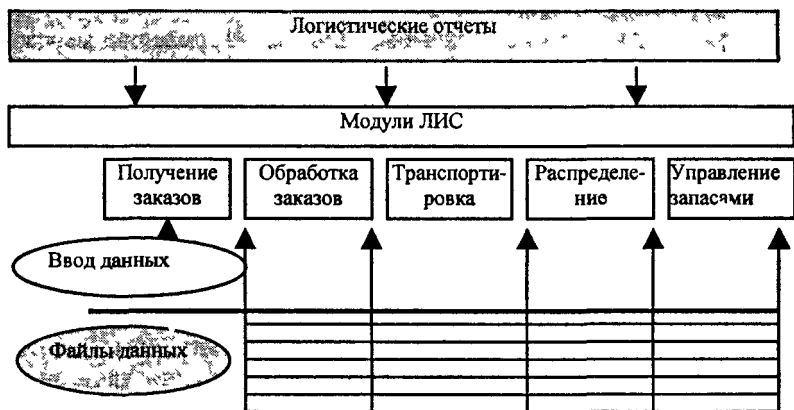 Логистические отчеты
Модули ЛИС
Получение
заказов
Обработка
заказов
Транспорти-
ровка
Распределе-
ние
Управление
запасами
Ввод данных
Файлы данных